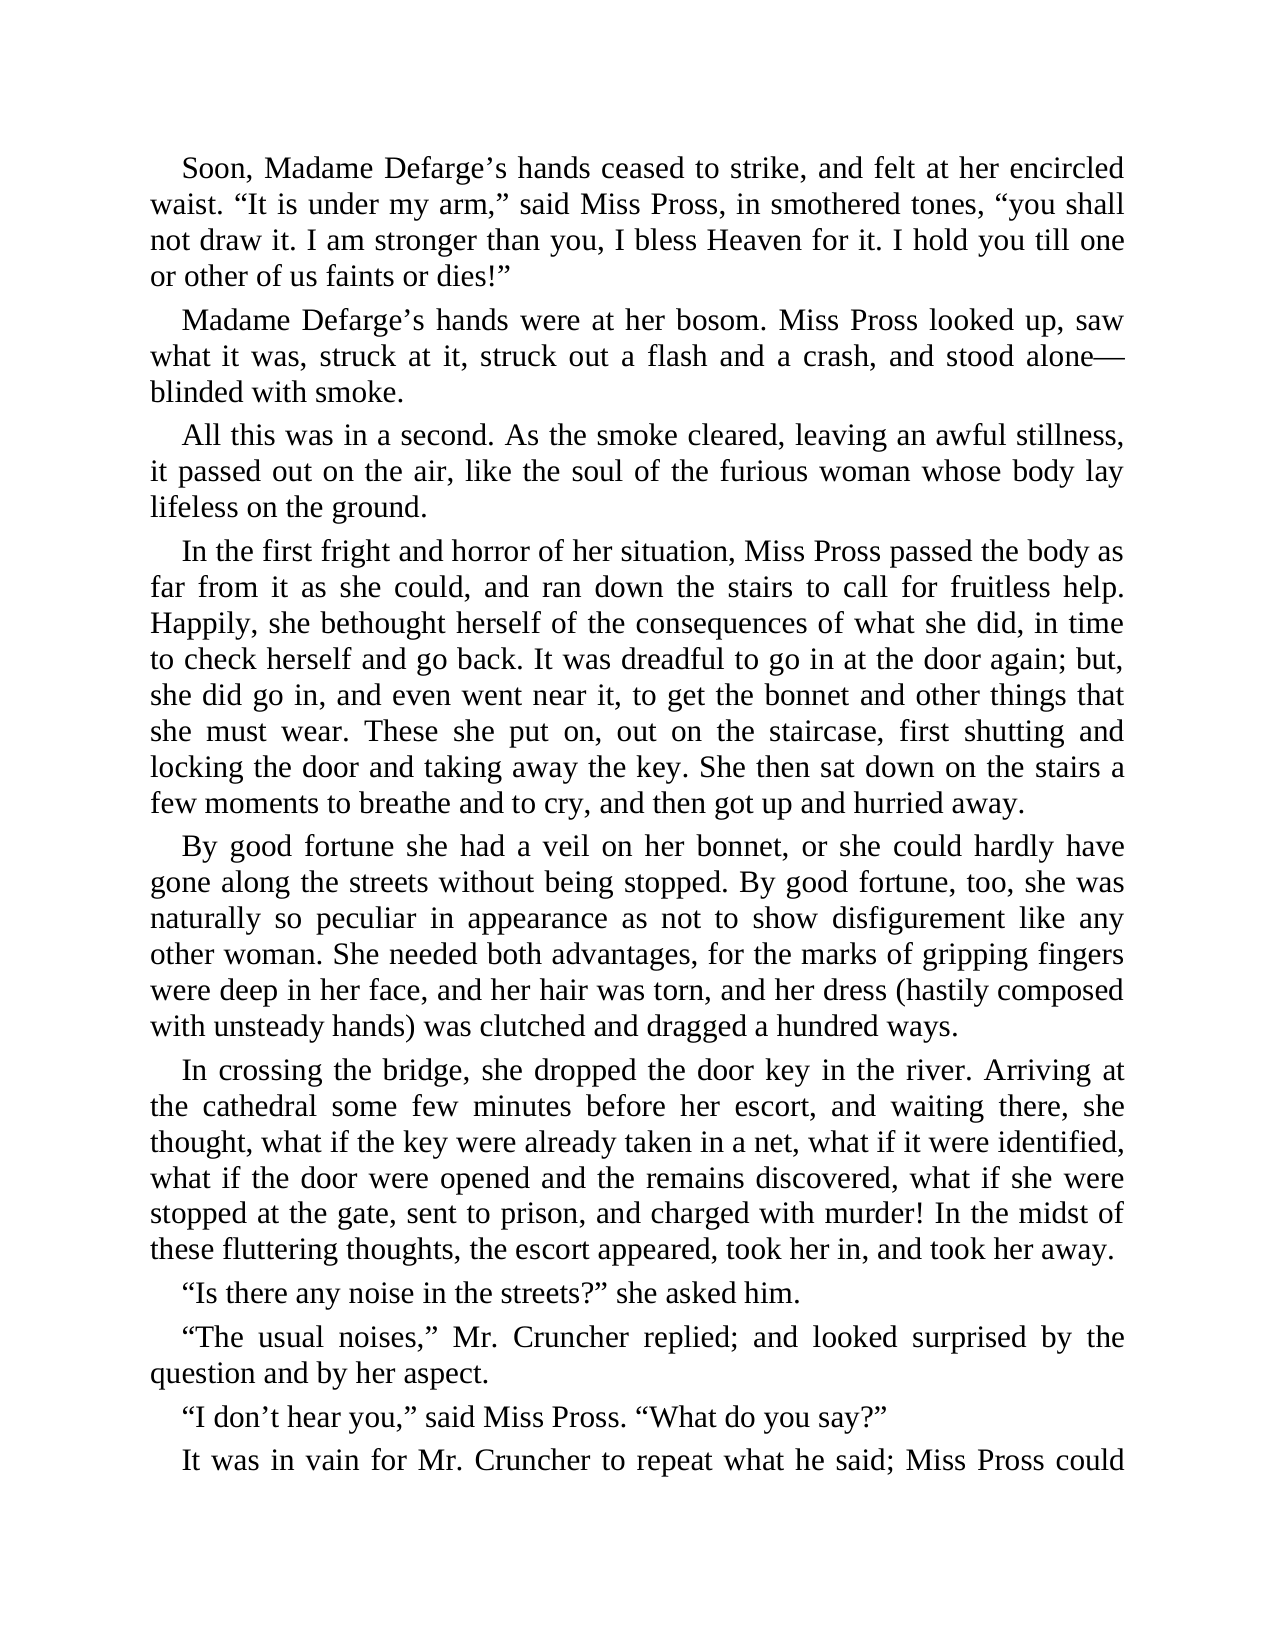 Soon, Madame Defarge’s hands ceased to strike, and felt at her encircled
waist. “It is under my arm,” said Miss Pross, in smothered tones, “you shall
not draw it. I am stronger than you, I bless Heaven for it. I hold you till one
or other of us faints or dies!”
Madame Defarge’s hands were at her bosom. Miss Pross looked up, saw
what it was, struck at it, struck out a flash and a crash, and stood alone—
blinded with smoke.
All this was in a second. As the smoke cleared, leaving an awful stillness,
it passed out on the air, like the soul of the furious woman whose body lay
lifeless on the ground.
In the first fright and horror of her situation, Miss Pross passed the body as
far from it as she could, and ran down the stairs to call for fruitless help.
Happily, she bethought herself of the consequences of what she did, in time
to check herself and go back. It was dreadful to go in at the door again; but,
she did go in, and even went near it, to get the bonnet and other things that
she must wear. These she put on, out on the staircase, first shutting and
locking the door and taking away the key. She then sat down on the stairs a
few moments to breathe and to cry, and then got up and hurried away.
By good fortune she had a veil on her bonnet, or she could hardly have
gone along the streets without being stopped. By good fortune, too, she was
naturally so peculiar in appearance as not to show disfigurement like any
other woman. She needed both advantages, for the marks of gripping fingers
were deep in her face, and her hair was torn, and her dress (hastily composed
with unsteady hands) was clutched and dragged a hundred ways.
In crossing the bridge, she dropped the door key in the river. Arriving at
the cathedral some few minutes before her escort, and waiting there, she
thought, what if the key were already taken in a net, what if it were identified,
what if the door were opened and the remains discovered, what if she were
stopped at the gate, sent to prison, and charged with murder! In the midst of
these fluttering thoughts, the escort appeared, took her in, and took her away.
“Is there any noise in the streets?” she asked him.
“The usual noises,” Mr. Cruncher replied; and looked surprised by the
question and by her aspect.
“I don’t hear you,” said Miss Pross. “What do you say?”
It was in vain for Mr. Cruncher to repeat what he said; Miss Pross could